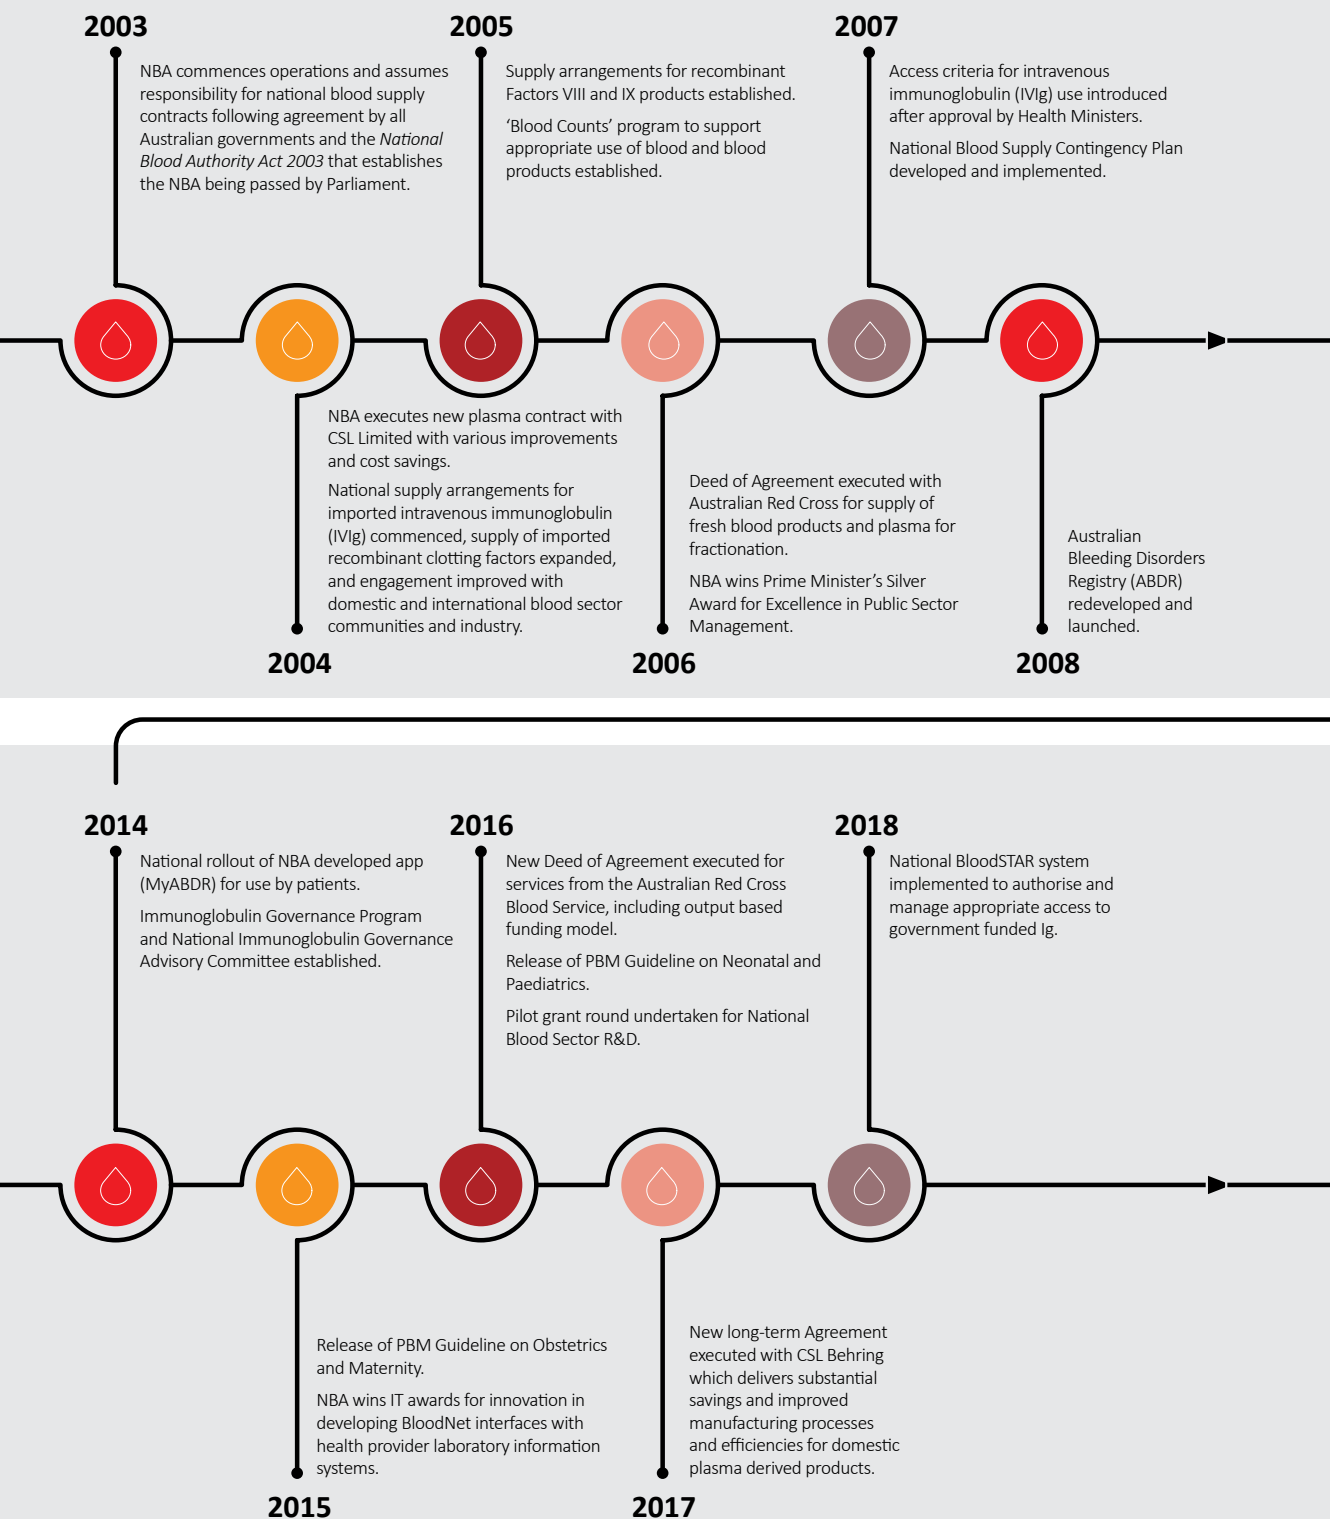 2003
NBA commences operations and assumes
responsibility for national blood supply
contracts following agreement by all
Australian governments and the National
Blood Authority Act 2003 that establishes
the NBA being passed by Parliament.
2005
Supply arrangements for recombinant
Factors VIII and IX products established.
‘Blood Counts’ program to support
appropriate use of blood and blood
products established.
2007
Access criteria for intravenous
immunoglobulin (IVIg) use introduced
after approval by Health Ministers.
National Blood Supply Contingency Plan
developed and implemented.
NBA executes new plasma contract with
CSL Limited with various improvements
and cost savings.
National supply arrangements for
imported intravenous immunoglobulin
(IVIg) commenced, supply of imported
recombinant clotting factors expanded,
and engagement improved with
domestic and international blood sector
communities and industry.
2004
Deed of Agreement executed with
Australian Red Cross for supply of
fresh blood products and plasma for
fractionation.
NBA wins Prime Minister’s Silver
Award for Excellence in Public Sector
Management.
2006
Australian
Bleeding Disorders
Registry (ABDR)
redeveloped and
launched.
2008
2014
National rollout of NBA developed app
(MyABDR) for use by patients.
Immunoglobulin Governance Program
and National Immunoglobulin Governance
Advisory Committee established.
2016
New Deed of Agreement executed for
services from the Australian Red Cross
Blood Service, including output based
funding model.
Release of PBM Guideline on Neonatal and
Paediatrics.
Pilot grant round undertaken for National
Blood Sector R&D.
2018
National BloodSTAR system
implemented to authorise and
manage appropriate access to
government funded Ig.
Release of PBM Guideline on Obstetrics
and Maternity.
NBA wins IT awards for innovation in
developing BloodNet interfaces with
health provider laboratory information
systems.
2015
New long-term Agreement
executed with CSL Behring
which delivers substantial
savings and improved
manufacturing processes
and efficiencies for domestic
plasma derived products.
2017